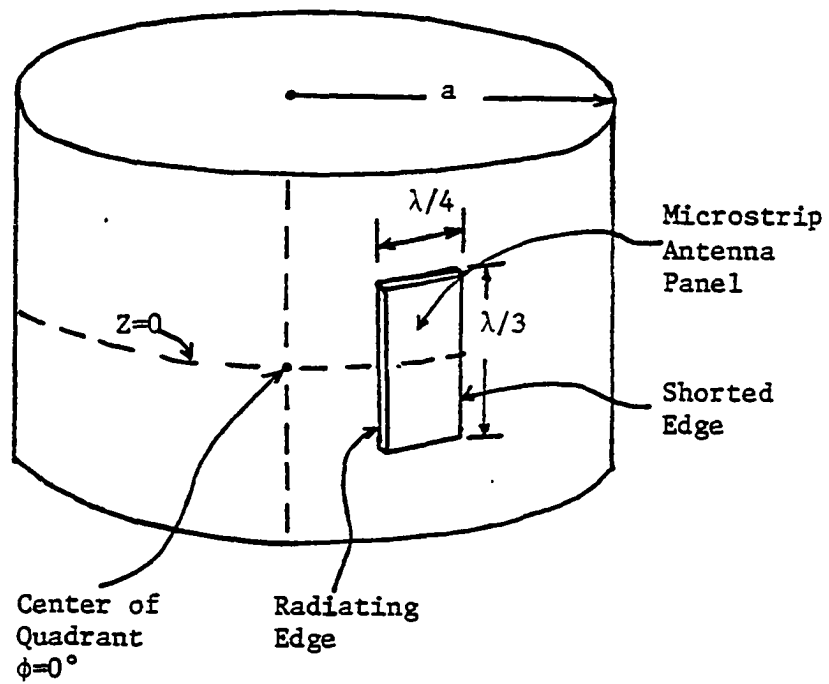 a
λ/4
Microstrip
Antenna
Panel
Z=0
λ/3
Shorted
Edge
Center of
Quadrant
ϕ=0°
Radiating
Edge